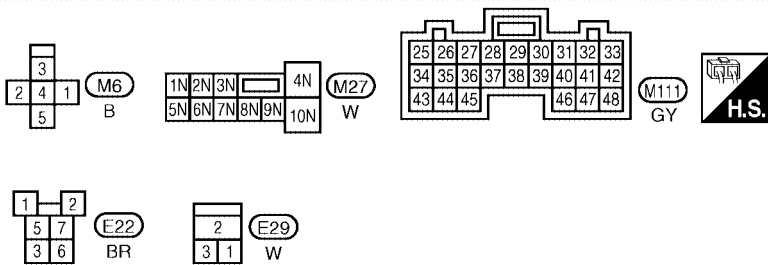 3
2 4 1
5
M6
B
1N 2N 3N 4N
5N 6N 7N 8N 9N 10N
M27
W
25 26 27 28 29 30 31 32 33
34 35 36 37 38 39 40 41 42
43 44 45 46 47 48
M111
GY
H.S.
1 2
5 7
3 6
E22
BR
2
3 1
E29
W